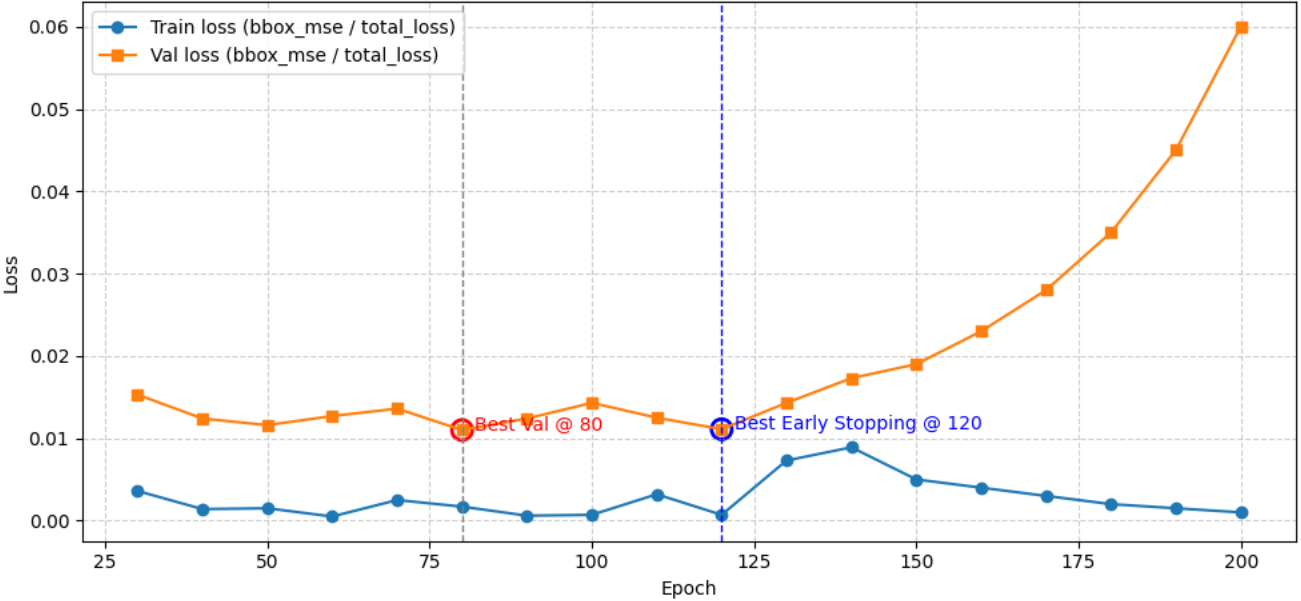 Train loss (bbox_mse / total_loss)
Val loss (bbox_mse / total_loss)
0.06
0.05
0.04
0.03
0.02
0.01
0.00
Loss
Best Val @ 80
Best Early Stopping @ 120
25 50 75 100 125 150 175 200
Epoch